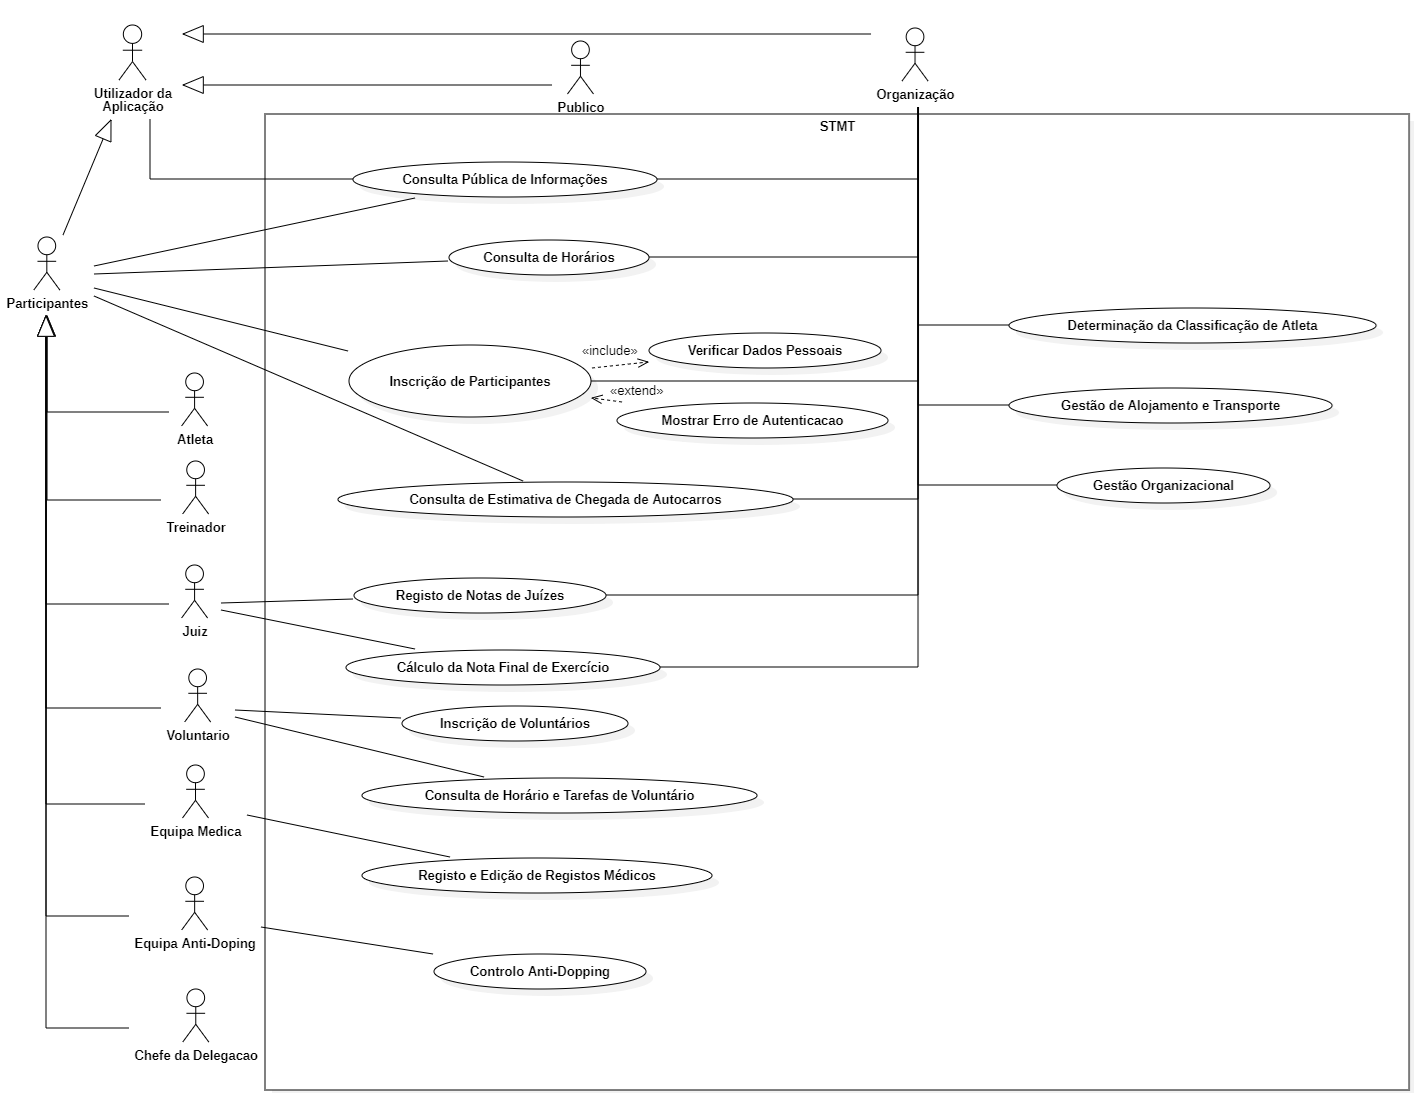 Utilizador da
Aplicação
Publico
Organização
STMT
Consulta Pública de Informações
Consulta de Horários
Participantes
Determinação da Classificação de Atleta
«include»
Verificar Dados Pessoais
Inscrição de Participantes
«extend»
Mostrar Erro de Autenticacao
Gestão de Alojamento e Transporte
Atleta
Gestão Organizacional
Consulta de Estimativa de Chegada de Autocarros
Treinador
Registo de Notas de Juízes
Juiz
Cálculo da Nota Final de Exercício
Inscrição de Voluntários
Voluntario
Consulta de Horário e Tarefas de Voluntário
Equipa Medica
Registo e Edição de Registos Médicos
Equipa Anti-Doping
Controlo Anti-Dopping
Chefe da Delegacao